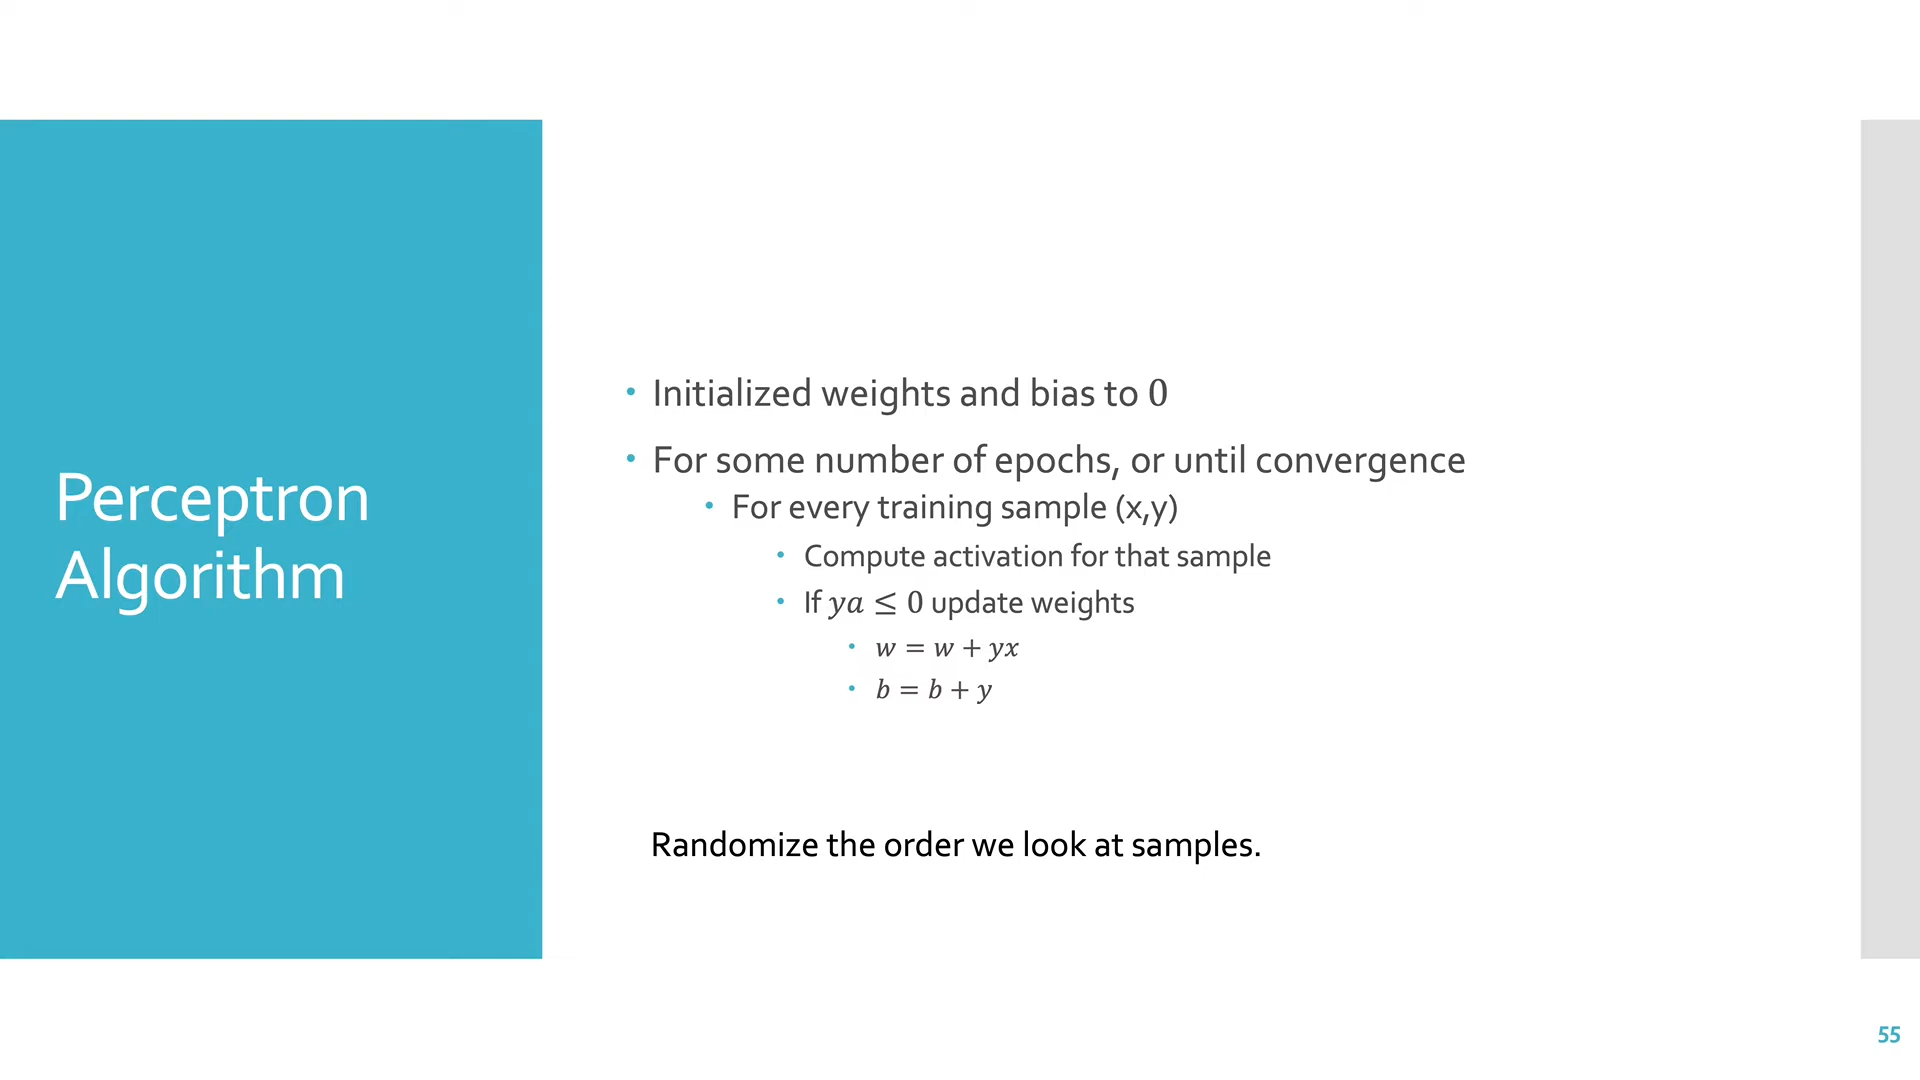 Perceptron
Algorithm
• Initialized weights and bias to 0
• For some number of epochs, or until convergence
• For every training sample (x,y)
• Compute activation for that sample
• If 𝑦𝑎 ≤ 0 update weights
• 𝑤 = 𝑤 + 𝑦𝑥
• 𝑏 = 𝑏 + 𝑦
Randomize the order we look at samples.
55